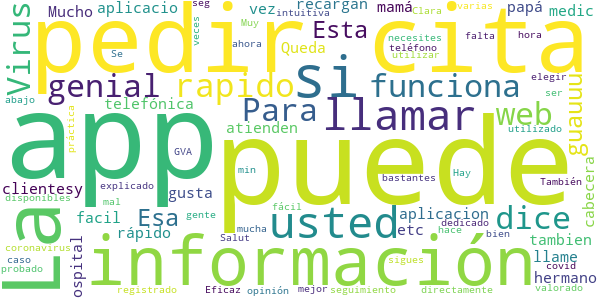 Mucho aplicacio seg vez recargan mamá Clara varias papá medic
Virus pedir cita
veces Muy intuitiva Esta necesites falta hora
Se ahora Queda teléfono utilizar elegir
genial rapido si funciona guauuu
abajo telefónica Para llamar web ser
app puede
práctica GVA atienden dice utilizado
clientesy explicado min bastantes Hay También cabecera
disponibles mal gusta fácil aplicacion
La facil Esa gente usted etc dedicado tambien
coronavirus rápido Salut mucha hace bien
información
caso ospital sigues llame covid hermano
probado registrado Eficaz opinión mejor seguimiento directamente valorado